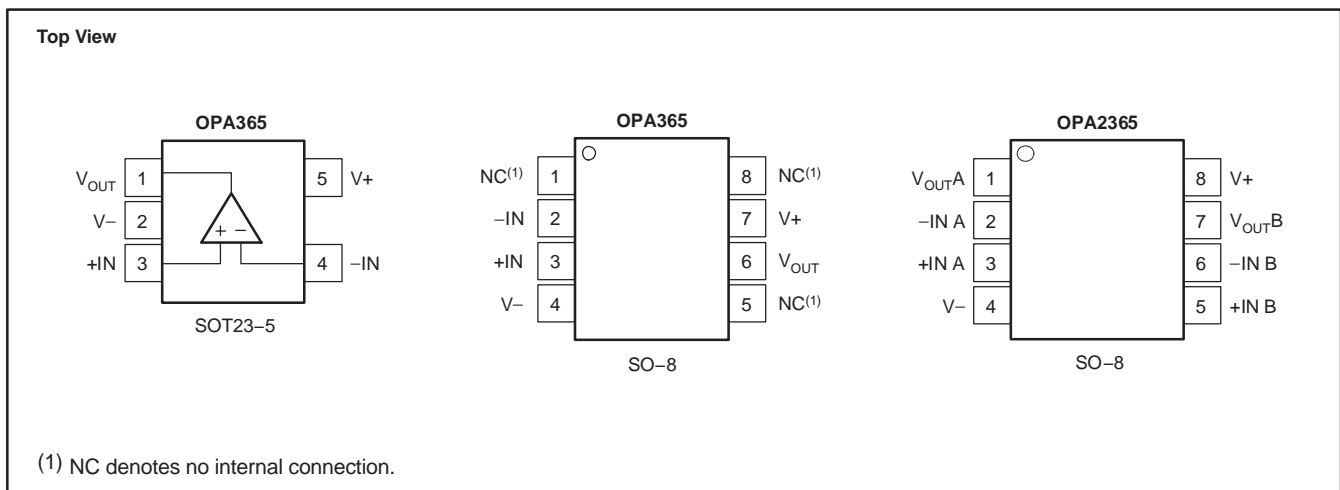 Top View
OPA365
V_OUT 1
V− 2
+IN 3
5 V+
4 −IN
+ −
SOT23−5
OPA365
NC(1) 1
−IN 2
+IN 3
V− 4
8 NC(1)
7 V+
6 V_OUT
5 NC(1)
SO−8
OPA2365
V_OUT A 1
−IN A 2
+IN A 3
V− 4
8 V+
7 V_OUT B
6 −IN B
5 +IN B
SO−8
(1) NC denotes no internal connection.